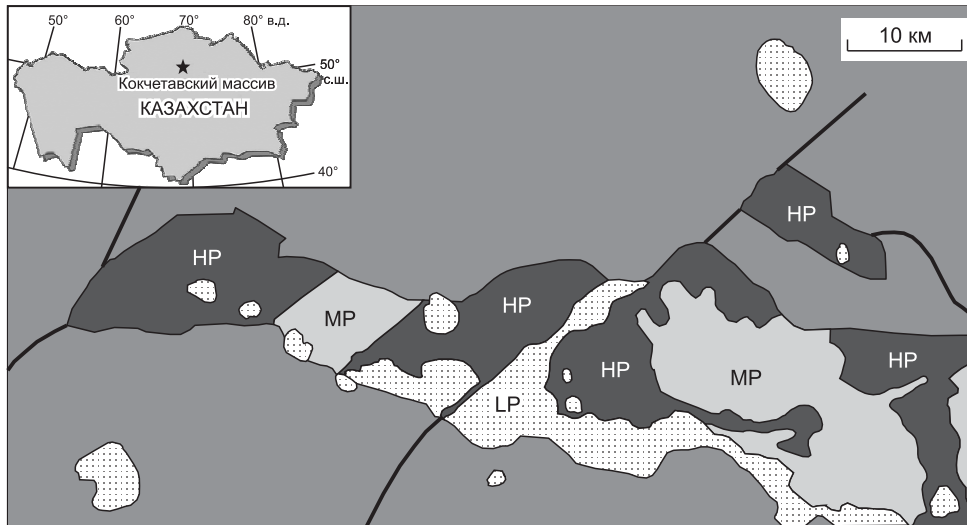 50°
60°
70°
80° в.д.
50°
с.ш.
Кокчетавский массив
КАЗАХСТАН
40°
10 км
HP
HP
MP
HP
HP
MP
HP
LP